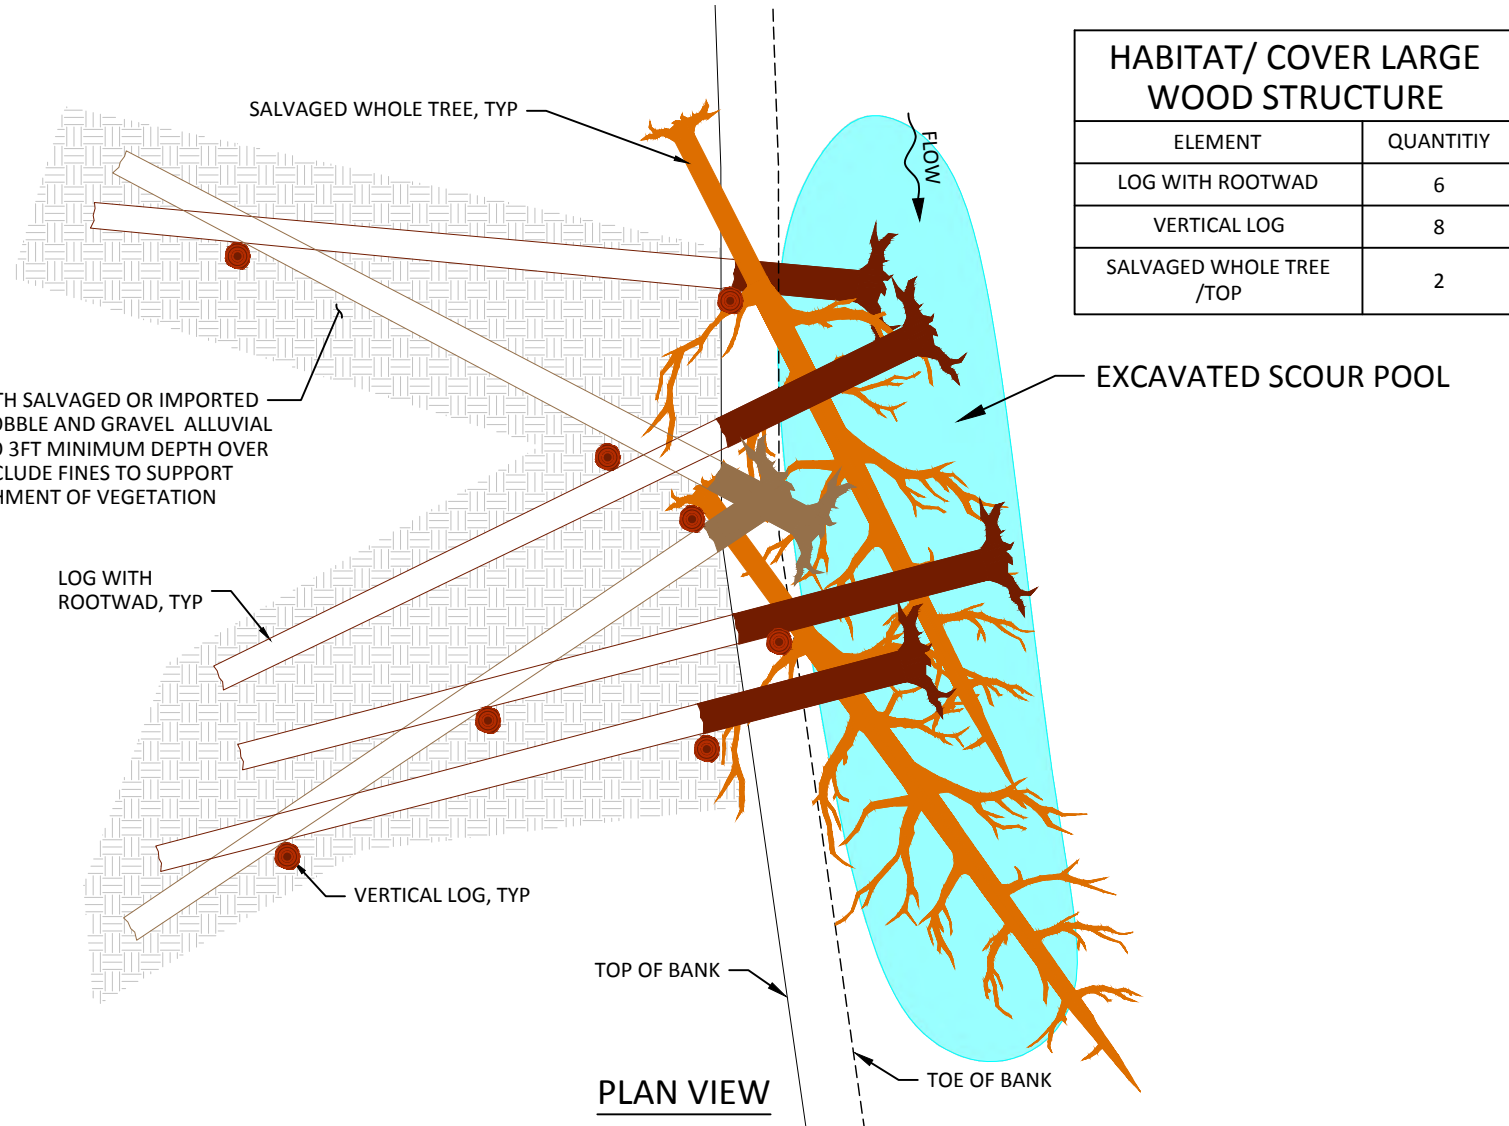 HABITAT/ COVER LARGE
WOOD STRUCTURE
ELEMENT QUANTITIY
LOG WITH ROOTWAD 6
VERTICAL LOG 8
SALVAGED WHOLE TREE
/TOP 2
SALVAGED WHOLE TREE, TYP
FLOW
EXCAVATED SCOUR POOL
TH SALVAGED OR IMPORTED
OBBLE AND GRAVEL ALLUVIAL
3FT MINIMUM DEPTH OVER
CLUDE FINES TO SUPPORT
HMENT OF VEGETATION
LOG WITH
ROOTWAD, TYP
VERTICAL LOG, TYP
TOP OF BANK
TOE OF BANK
PLAN VIEW